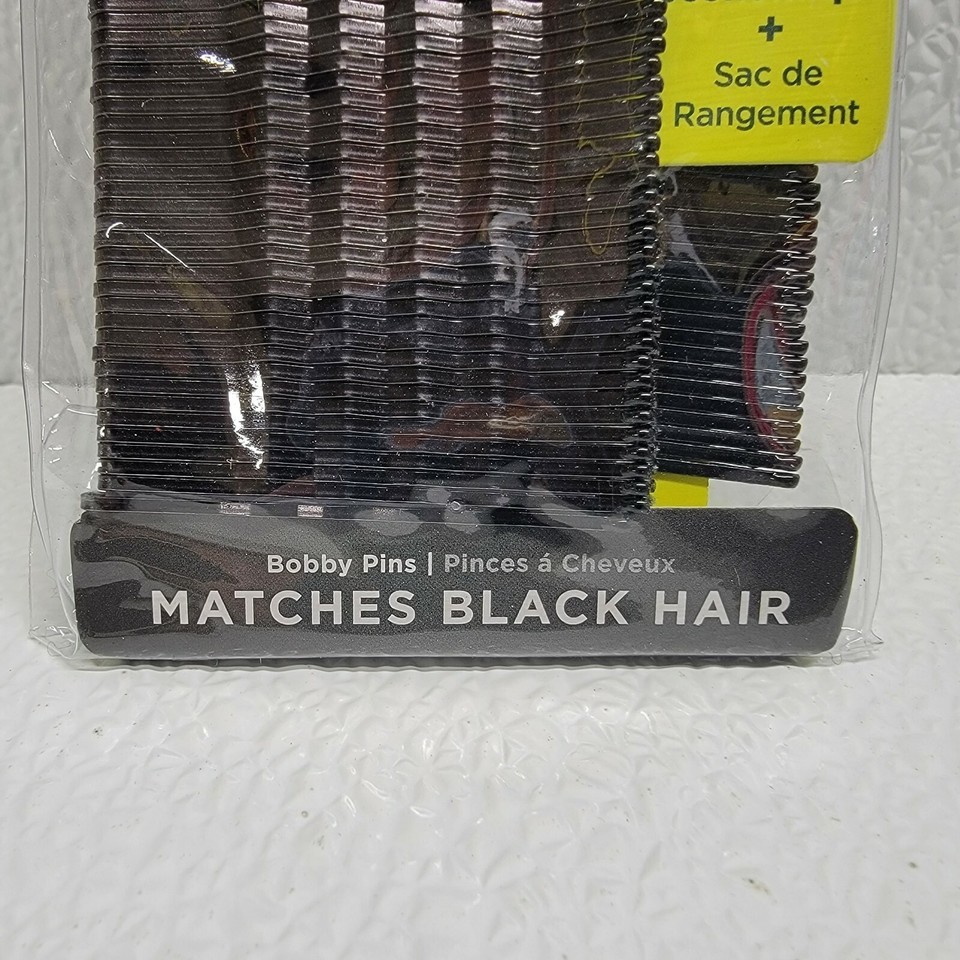 +
Sac de
Rangement
Bobby Pins | Pinces á Cheveux
MATCHES BLACK HAIR